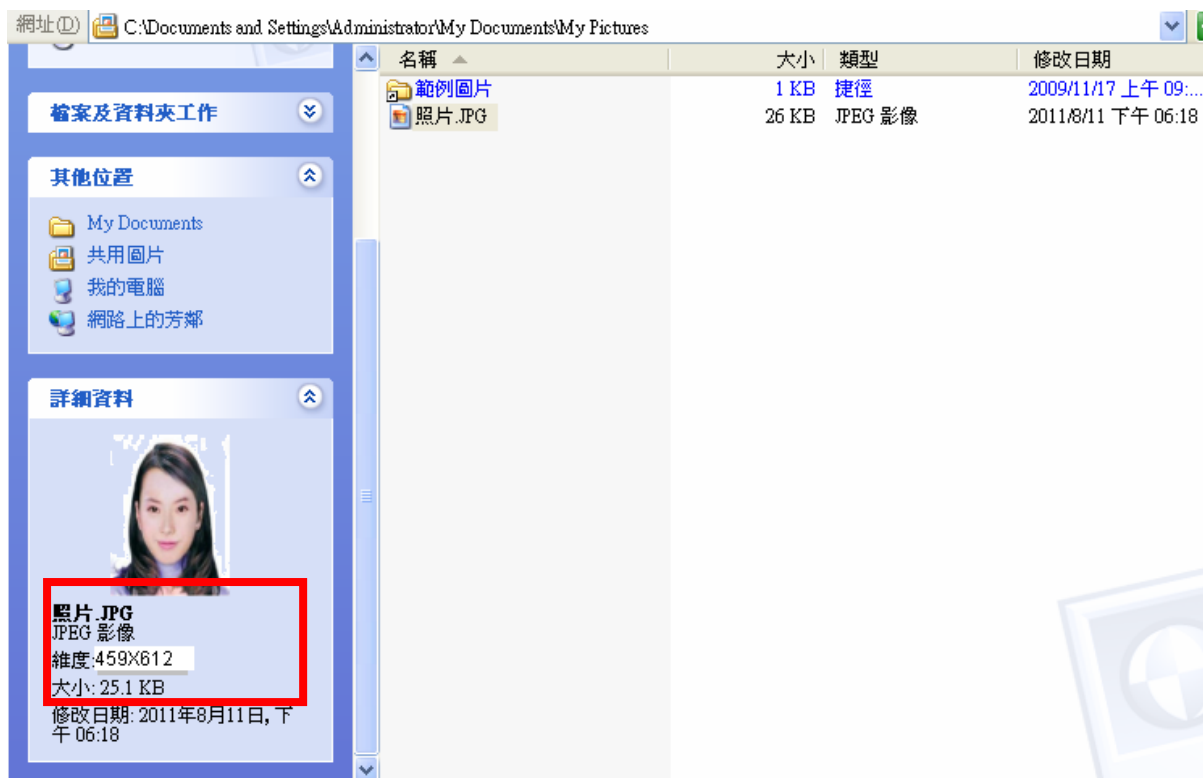 網址(D) C:\Documents and Settings\Administrator\My Documents\My Pictures
名稱 大小 類型 修改日期
範例圖片 1 KB 捷徑 2009/11/17 上午 09:...
照片.JPG 26 KB JPEG 影像 2011/8/11 下午 06:18
檔案及資料夾工作
其他位置
My Documents
共用圖片
我的電腦
網路上的芳鄰
詳細資料
照片.JPG
JPEG 影像
維度:459X612
大小: 25.1 KB
修改日期: 2011年8月11日, 下
午 06:18